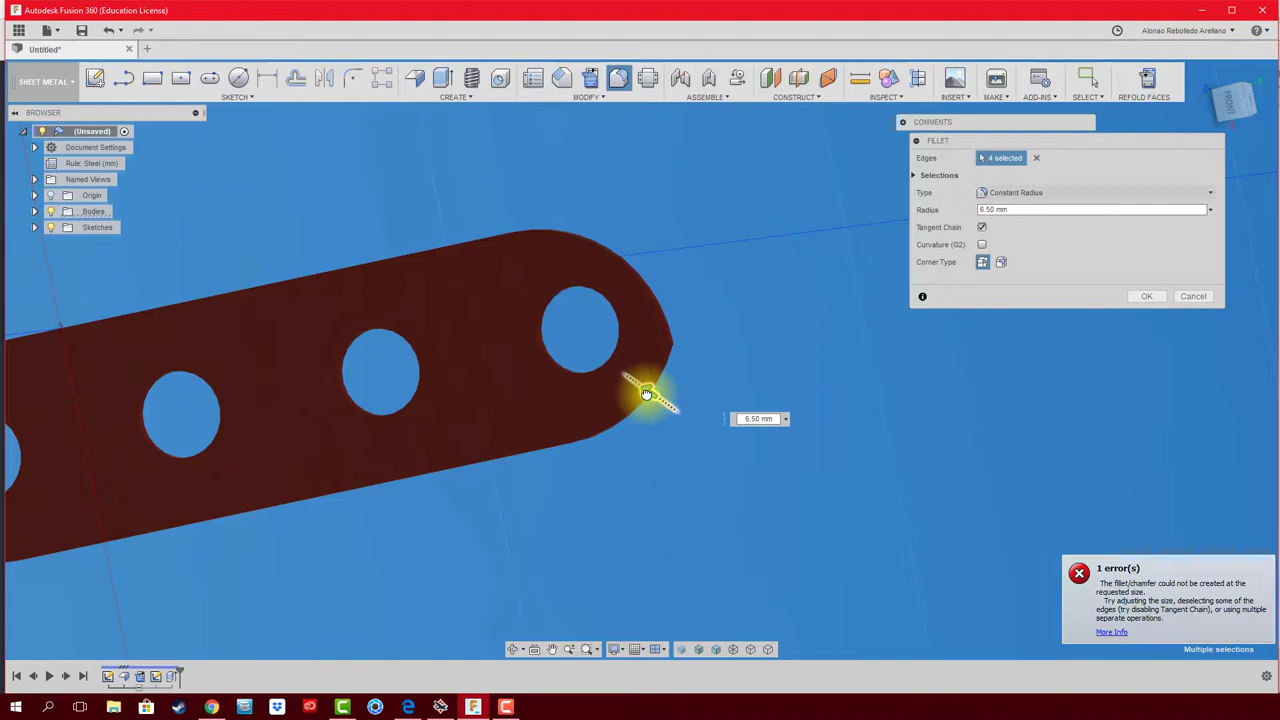 Autodesk Fusion 360 (Education License)
Alonso Rebolledo Arellano
Untitled*
SHEET METAL
SKETCH
CREATE
MODIFY
ASSEMBLE
CONSTRUCT
INSPECT
INSERT
MAKE
ADD-INS
SELECT
REFOLD FACES
BROWSER
COMMENTS
(Unsaved)
FILLET
Document Settings
Edges
4 selected
Rule: Steel (mm)
Selections
Named Views
Type
Constant Radius
Origin
Radius
6.50 mm
Bodies
Tangent Chain
Sketches
Curvature (G2)
Corner Type
OK
Cancel
6.50 mm
1 error(s)
The fillet/chamfer could not be created at the
requested size.
Try adjusting the size, deselecting some of the
edges (try disabling Tangent Chain), or using multiple
separate operations.
More Info
Multiple selections
FRONT